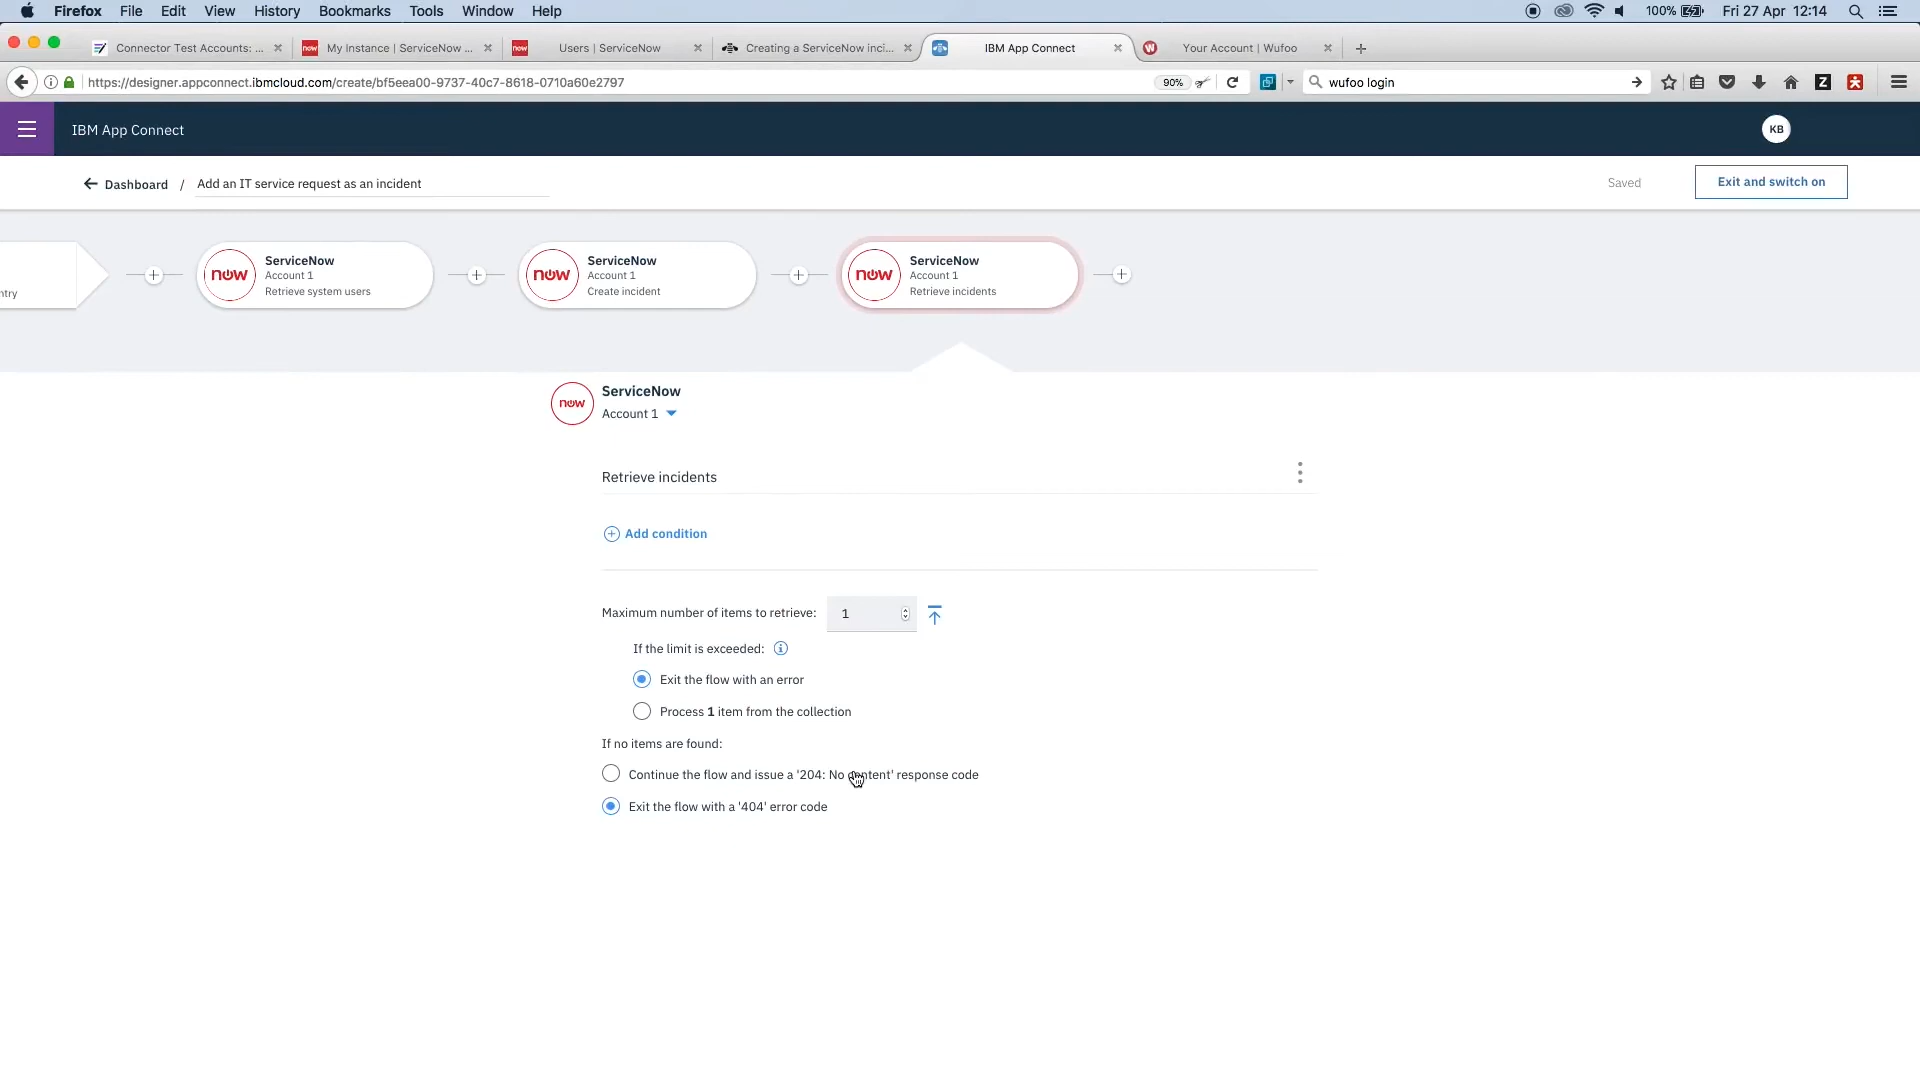 Firefox File Edit View History Bookmarks Tools Window Help 100% Fri 27 Apr 12:14
Connector Test Accounts: ... now My Instance | ServiceNow ... now Users | ServiceNow Creating a ServiceNow inci... IBM App Connect W Your Account | Wufoo
https://designer.appconnect.ibmcloud.com/create/bf5eea00-9737-40c7-8618-0710a60e2797 90% wufoo login Z
IBM App Connect KB
Dashboard / Add an IT service request as an incident Saved Exit and switch on
ntry
now ServiceNow
Account 1
Retrieve system users
now ServiceNow
Account 1
Create incident
now ServiceNow
Account 1
Retrieve incidents
now ServiceNow
Account 1
Retrieve incidents
Add condition
Maximum number of items to retrieve: 1
If the limit is exceeded:
Exit the flow with an error
Process 1 item from the collection
If no items are found:
Continue the flow and issue a '204: No content' response code
Exit the flow with a '404' error code